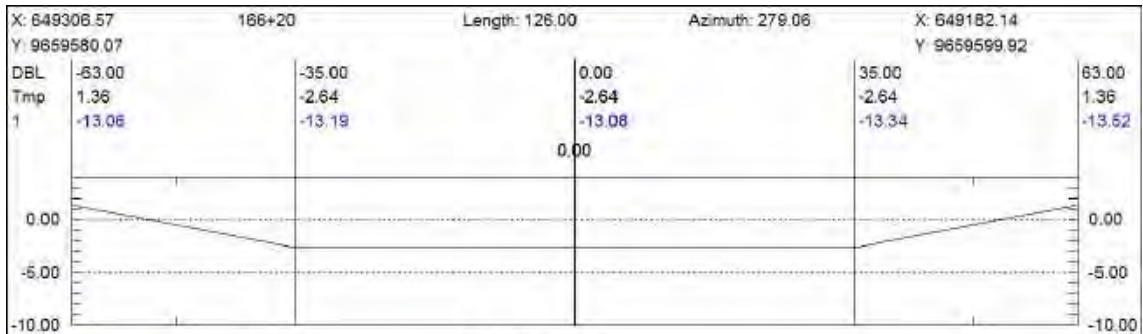 X: 649306.57 166+20 Length: 126.00 Azimuth: 279.06 X: 649182.14
Y: 9659580.07 Y: 9659599.92
DBL -63.00 -35.00 0.00 35.00 63.00
Tmp 1.36 -2.64 -2.64 -2.64 1.36
1 -13.06 -13.19 -13.08 -13.34 -13.52
0.00
0.00 0.00
-5.00 -5.00
-10.00 -10.00